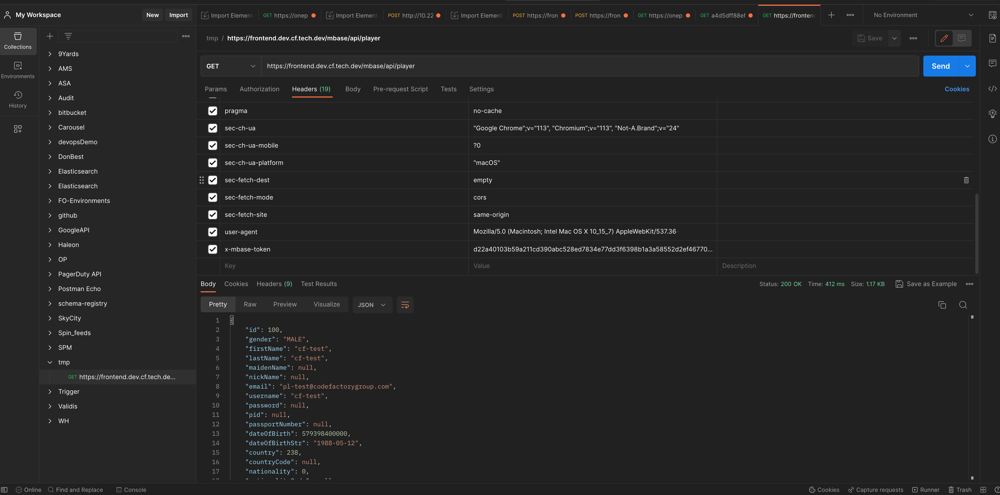 My Workspace
New
Import
Import Element
GET https://onep
Import Element
POST http://10.22
Import Element
POST https://fron
POST https://fron
GET https://onep
GET a4d5dff88ef
GET https://frontend
No Environment
Collections
Environments
History
9Yards
AMS
ASA
Audit
bitbucket
Carousel
devopsDemo
DonBest
Elasticsearch
Elasticsearch
FO-Environments
github
GoogleAPI
Haleon
OP
PagerDuty API
Postman Echo
schema-registry
SkyCity
Spin_feeds
SPM
tmp
GET https://frontend.dev.cf.tech.de...
Trigger
Validis
WH
tmp / https://frontend.dev.cf.tech.dev/mbase/api/player
Save
GET https://frontend.dev.cf.tech.dev/mbase/api/player
Send
Params Authorization Headers (19) Body Pre-request Script Tests Settings
Cookies
pragma no-cache
sec-ch-ua "Google Chrome";v="113", "Chromium";v="113", "Not-A.Brand";v="24"
sec-ch-ua-mobile ?0
sec-ch-ua-platform "macOS"
sec-fetch-dest empty
sec-fetch-mode cors
sec-fetch-site same-origin
user-agent Mozilla/5.0 (Macintosh; Intel Mac OS X 10_15_7) AppleWebKit/537.36
x-mbase-token d22a40103b59a211cd390abc528ed7834e77dd3f6398b1a3a58552d2ef46770...
Key Value Description
Body Cookies Headers (9) Test Results
Status: 200 OK Time: 412 ms Size: 1.17 KB Save as Example
Pretty Raw Preview Visualize JSON
1 {
2 "id": 100,
3 "gender": "MALE",
4 "firstName": "cf-test",
5 "lastName": "cf-test",
6 "maidenName": null,
7 "nickName": null,
8 "email": "pl-test@codefactorygroup.com",
9 "username": "cf-test",
10 "password": null,
11 "pid": null,
12 "passportNumber": null,
13 "dateOfBirth": 579398400000,
14 "dateOfBirthStr": "1988-05-12",
15 "country": 238,
16 "countryCode": null,
17 "nationality": 0,
Online
Find and Replace
Console
Cookies
Capture requests
Runner
Trash